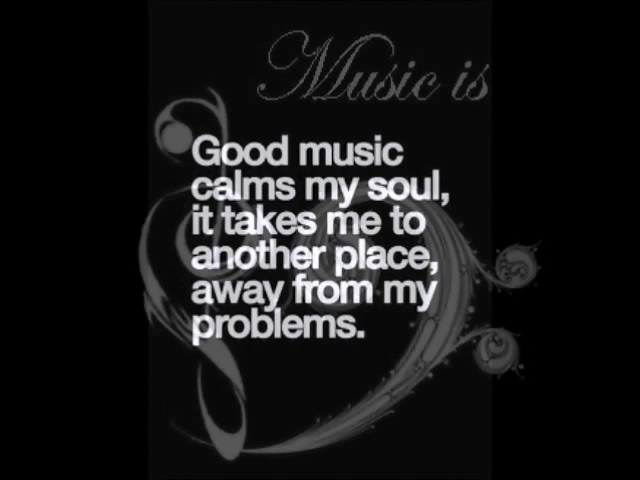 Music is
Good music
calms my soul,
it takes me to
another place,
away from my
problems.